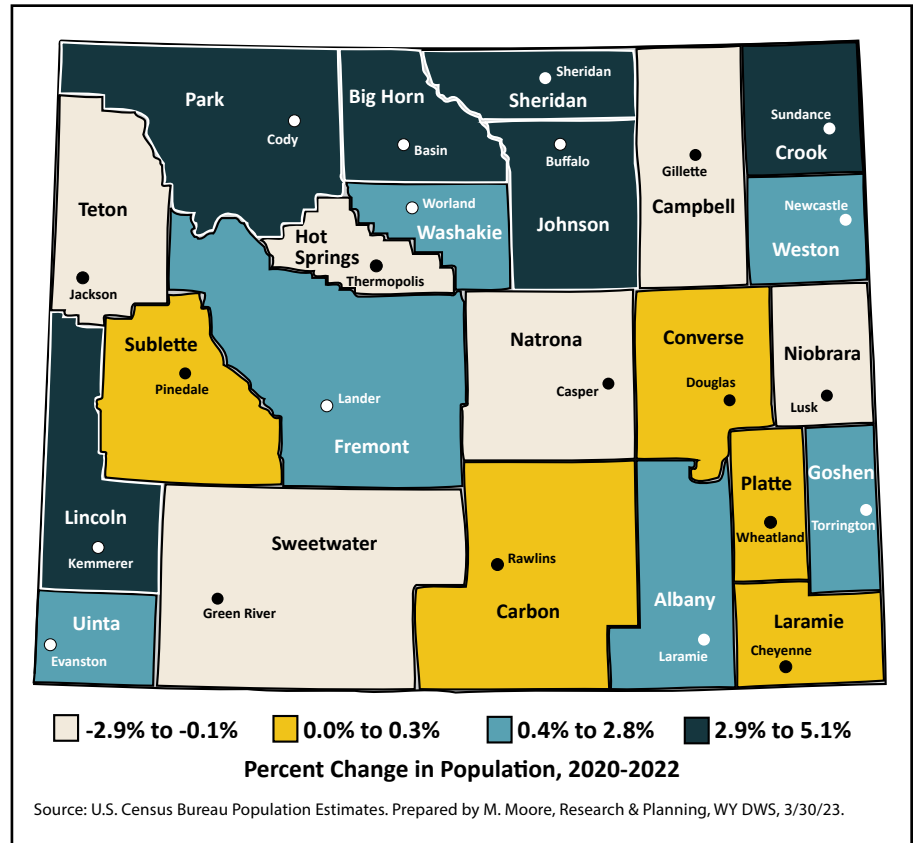 Park
Cody
Big Horn
Basin
Sheridan
Sheridan
Buffalo
Johnson
Gillette
Campbell
Sundance
Crook
Newcastle
Weston
Teton
Jackson
Worland
Washakie
Hot
Springs
Thermopolis
Sublette
Pinedale
Lander
Fremont
Natrona
Casper
Converse
Douglas
Niobrara
Lusk
Lincoln
Kemmerer
Sweetwater
Green River
Rawlins
Carbon
Platte
Wheatland
Goshen
Torrington
Uinta
Evanston
Albany
Laramie
Laramie
Cheyenne
-2.9% to -0.1%
0.0% to 0.3%
0.4% to 2.8%
2.9% to 5.1%
Percent Change in Population, 2020-2022
Source: U.S. Census Bureau Population Estimates. Prepared by M. Moore, Research & Planning, WY DWS, 3/30/23.